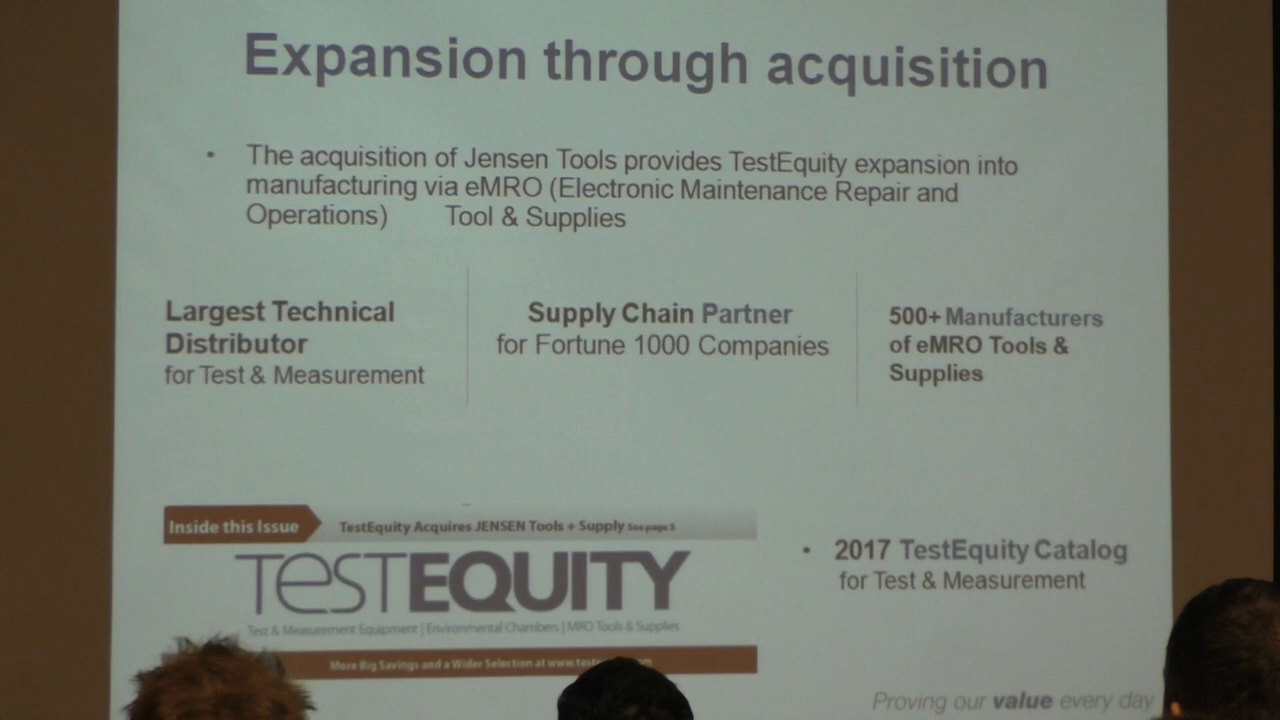 Expansion through acquisition
• The acquisition of Jensen Tools provides TestEquity expansion into
manufacturing via eMRO (Electronic Maintenance Repair and
Operations) Tool & Supplies
Largest Technical
Distributor
for Test & Measurement
Supply Chain Partner
for Fortune 1000 Companies
500+ Manufacturers
of eMRO Tools &
Supplies
Inside this Issue
TestEquity Acquires JENSEN Tools + Supply See page 5
TESTEQUITY
Test & Measurement Equipment | Environmental Chambers | MRO Tools & Supplies
More Big Savings and a Wider Selection at
• 2017 TestEquity Catalog
for Test & Measurement
Proving our value every day